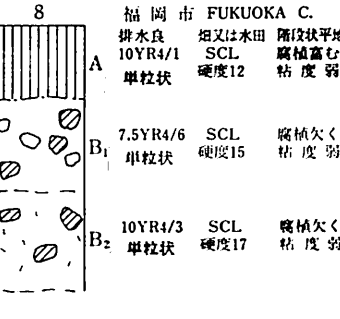 8 福岡市 FUKUOKA C.
排水良 畑又は水田 階段状平
A 10YR4/1 SCL 腐植富む
単粒状 硬度12 粘度弱
B₁ 7.5YR4/6 SCL 腐植欠く
単粒状 硬度15 粘度弱
B₂ 10YR4/3 SCL 腐植欠く
単粒状 硬度17 粘度弱